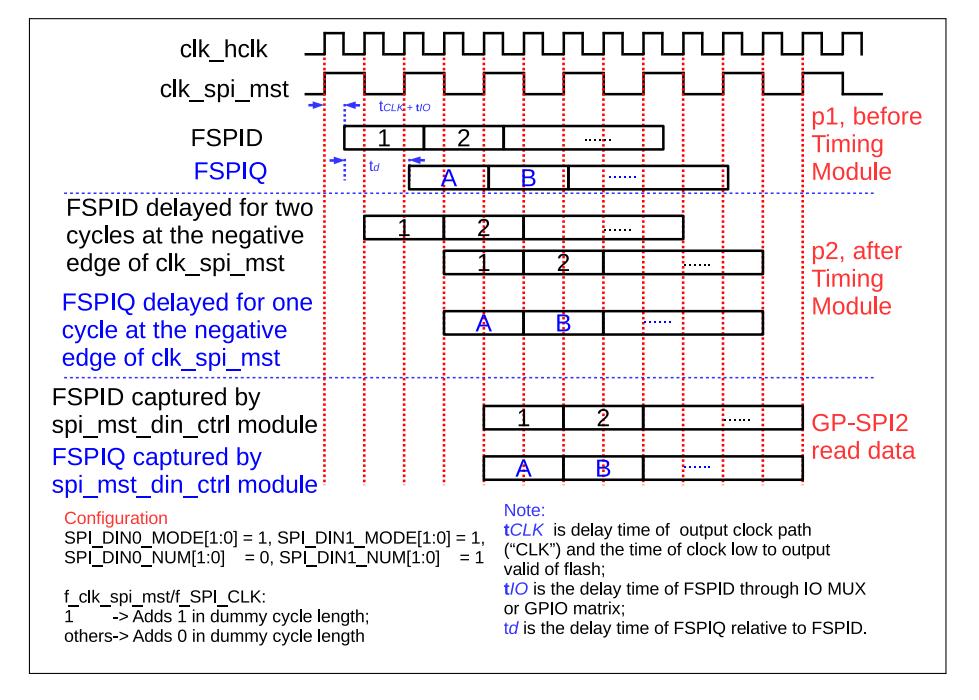 clk_hclk
clk_spi_mst
tCLK + tIO
FSPID
1 2 ......
FSPIQ
td
A B ......
p1, before
Timing
Module
FSPID delayed for two
cycles at the negative
edge of clk_spi_mst
1 2 ......
1 2 ......
FSPIQ delayed for one
cycle at the negative
edge of clk_spi_mst
A B ......
p2, after
Timing
Module
FSPID captured by
spi_mst_din_ctrl module
1 2 ......
FSPIQ captured by
spi_mst_din_ctrl module
A B ......
GP-SPI2
read data
Configuration
SPI_DIN0_MODE[1:0] = 1, SPI_DIN1_MODE[1:0] = 1,
SPI_DIN0_NUM[1:0] = 0, SPI_DIN1_NUM[1:0] = 1
f_clk_spi_mst/f_SPI_CLK:
1 -> Adds 1 in dummy cycle length;
others-> Adds 0 in dummy cycle length
Note:
tCLK is delay time of output clock path
("CLK") and the time of clock low to output
valid of flash;
tIO is the delay time of FSPID through IO MUX
or GPIO matrix;
td is the delay time of FSPIQ relative to FSPID.